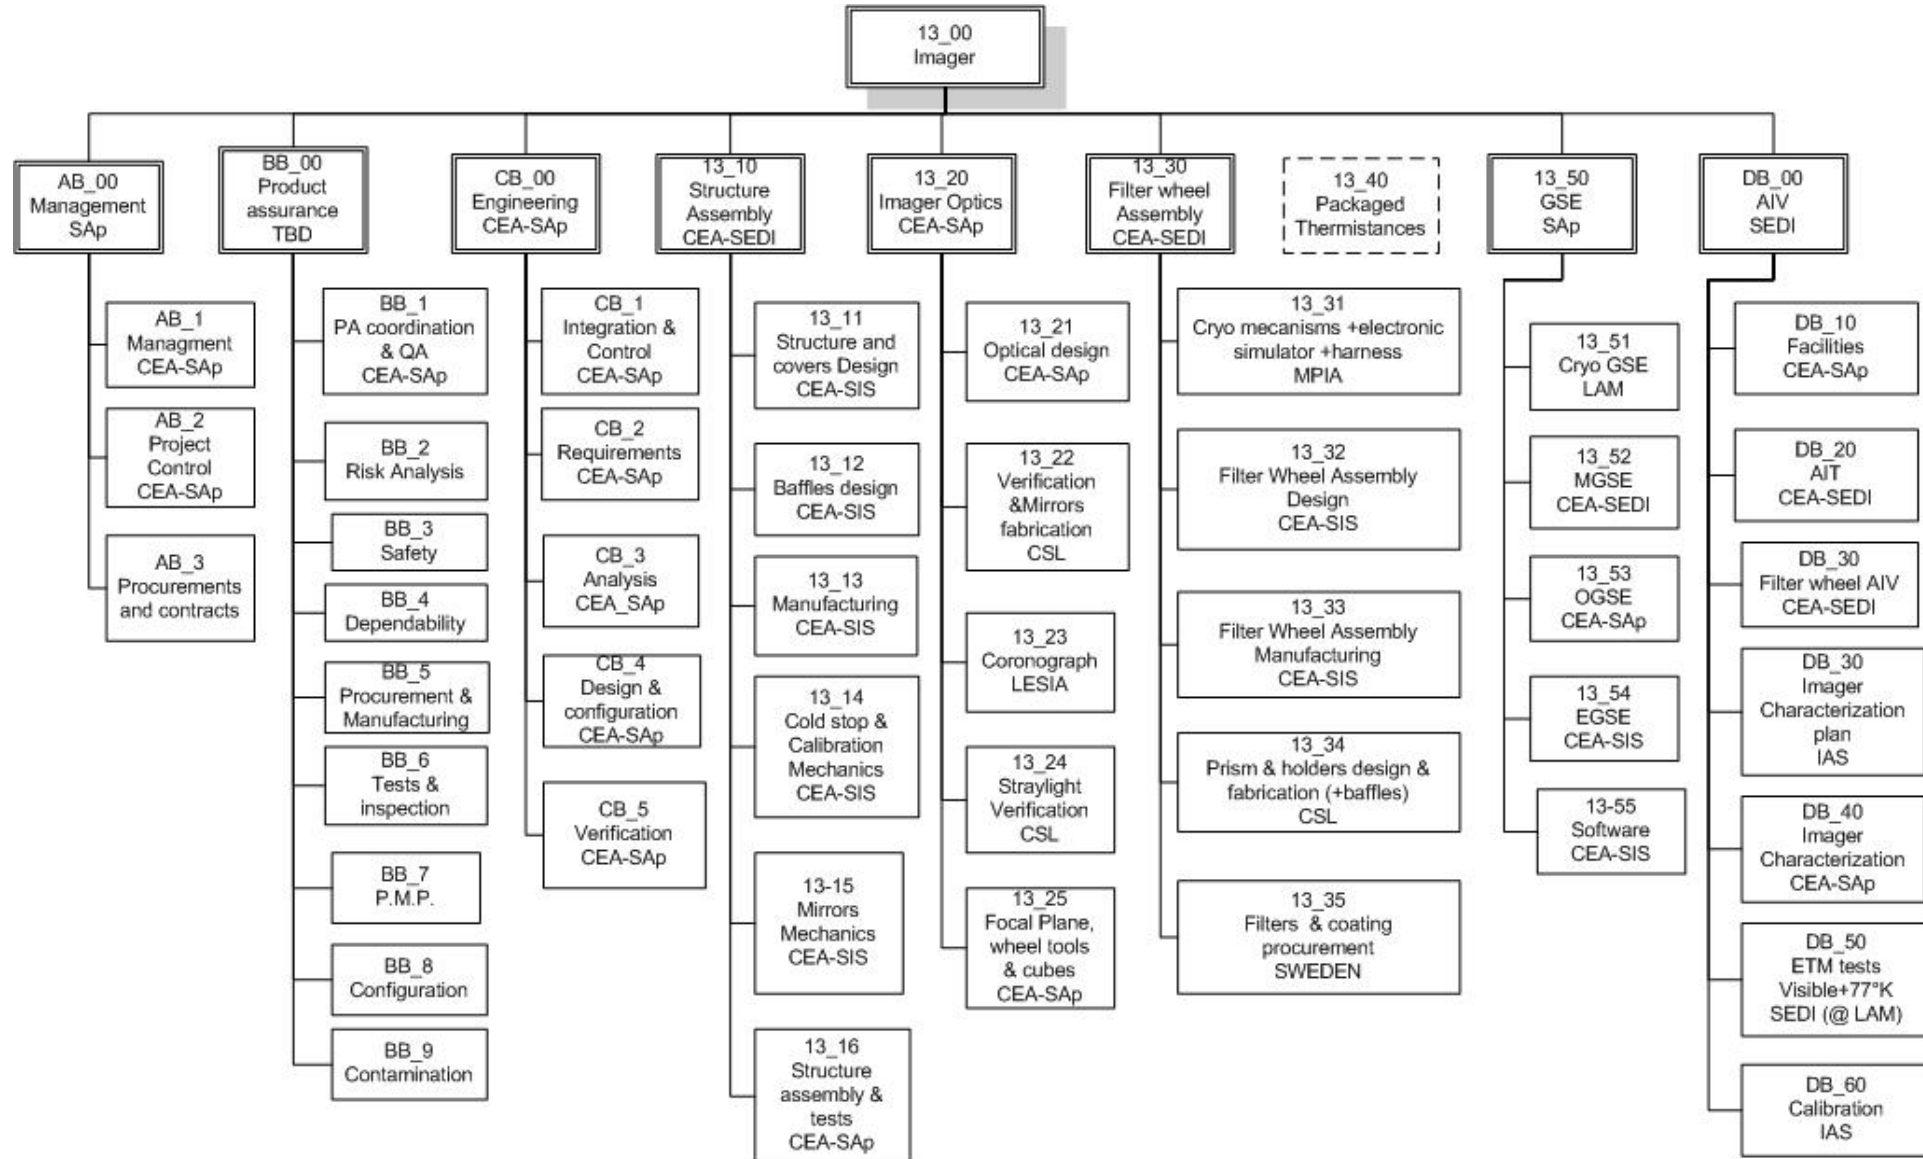 13_00
Imager
AB_00
Management
SAp
BB_00
Product
assurance
TBD
CB_00
Engineering
CEA-SAp
13_10
Structure
Assembly
CEA-SEDI
13_20
Imager Optics
CEA-SAp
13_30
Filter wheel
Assembly
CEA-SEDI
13_40
Packaged
Thermistances
13_50
GSE
SAp
DB_00
AIV
SEDI
AB_1
Managment
CEA-SAp
AB_2
Project
Control
CEA-SAp
AB_3
Procurements
and contracts
BB_1
PA coordination
& QA
CEA-SAp
BB_2
Risk Analysis
BB_3
Safety
BB_4
Dependability
BB_5
Procurement &
Manufacturing
BB_6
Tests &
inspection
BB_7
P.M.P.
BB_8
Configuration
BB_9
Contamination
CB_1
Integration &
Control
CEA-SAp
CB_2
Requirements
CEA-SAp
CB_3
Analysis
CEA_SAp
CB_4
Design &
configuration
CEA-SAp
CB_5
Verification
CEA-SAp
13_11
Structure and
covers Design
CEA-SIS
13_12
Baffles design
CEA-SIS
13_13
Manufacturing
CEA-SIS
13_14
Cold stop &
Calibration
Mechanics
CEA-SIS
13-15
Mirrors
Mechanics
CEA-SIS
13_16
Structure
assembly &
tests
CEA-SAp
13_21
Optical design
CEA-SAp
13_22
Verification
&Mirrors
fabrication
CSL
13_23
Coronograph
LESIA
13_24
Straylight
Verification
CSL
13_25
Focal Plane,
wheel tools
& cubes
CEA-SAp
13_31
Cryo mecanisms +electronic
simulator +harness
MPIA
13_32
Filter Wheel Assembly
Design
CEA-SIS
13_33
Filter Wheel Assembly
Manufacturing
CEA-SIS
13_34
Prism & holders design &
fabrication (+baffles)
CSL
13_35
Filters & coating
procurement
SWEDEN
13_51
Cryo GSE
LAM
13_52
MGSE
CEA-SEDI
13_53
OGSE
CEA-SAp
13_54
EGSE
CEA-SIS
13-55
Software
CEA-SIS
DB_10
Facilities
CEA-SAp
DB_20
AIT
CEA-SEDI
DB_30
Filter wheel AIV
CEA-SEDI
DB_30
Imager
Characterization
plan
IAS
DB_40
Imager
Characterization
CEA-SAp
DB_50
ETM tests
Visible+77°K
SEDI (@ LAM)
DB_60
Calibration
IAS